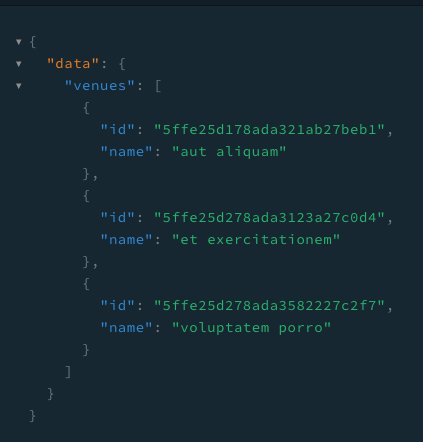 {
"data": {
"venues": [
{
"id": "5ffe25d178ada321ab27beb1",
"name": "aut aliquam"
},
{
"id": "5ffe25d278ada3123a27c0d4",
"name": "et exercitationem"
},
{
"id": "5ffe25d278ada3582227c2f7",
"name": "voluptatem porro"
}
]
}
}